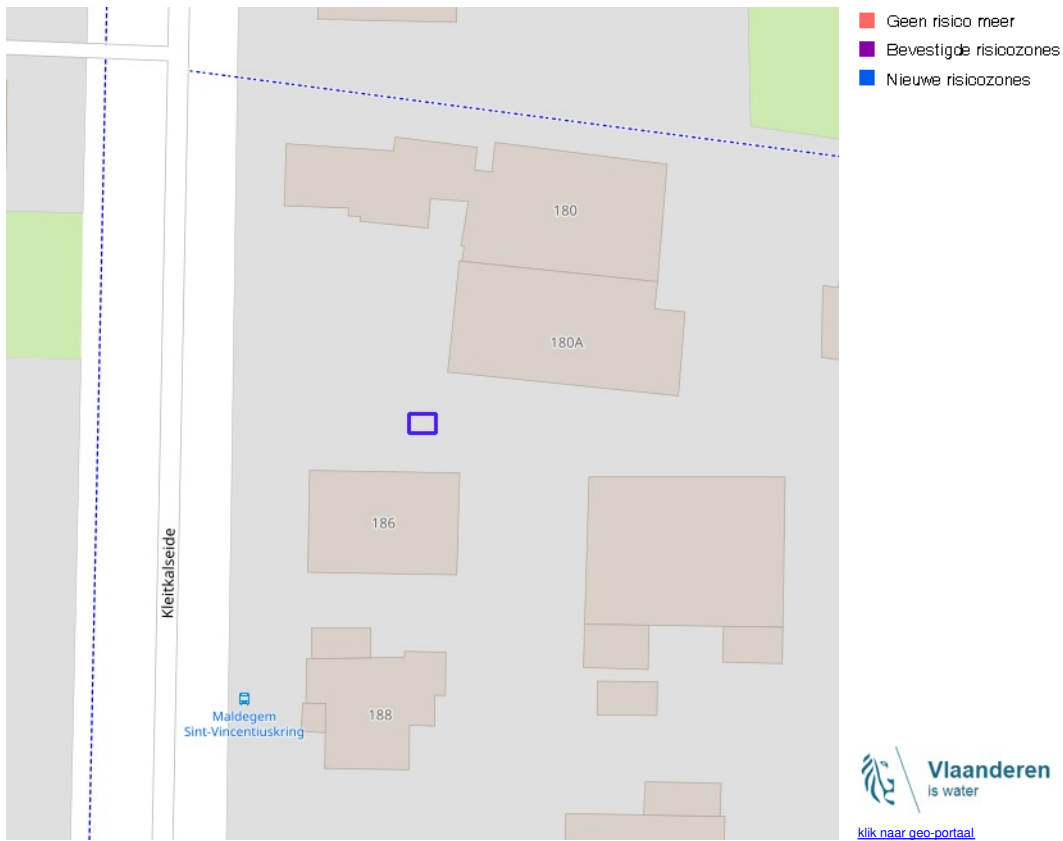 Geen risico meer
Bevestigde risicozones
Nieuwe risicozones
180
180A
186
Kleitkalseide
188
Maldegem
Sint-Vincentiuskring
Vlaanderen
is water
klik naar geo-portaal